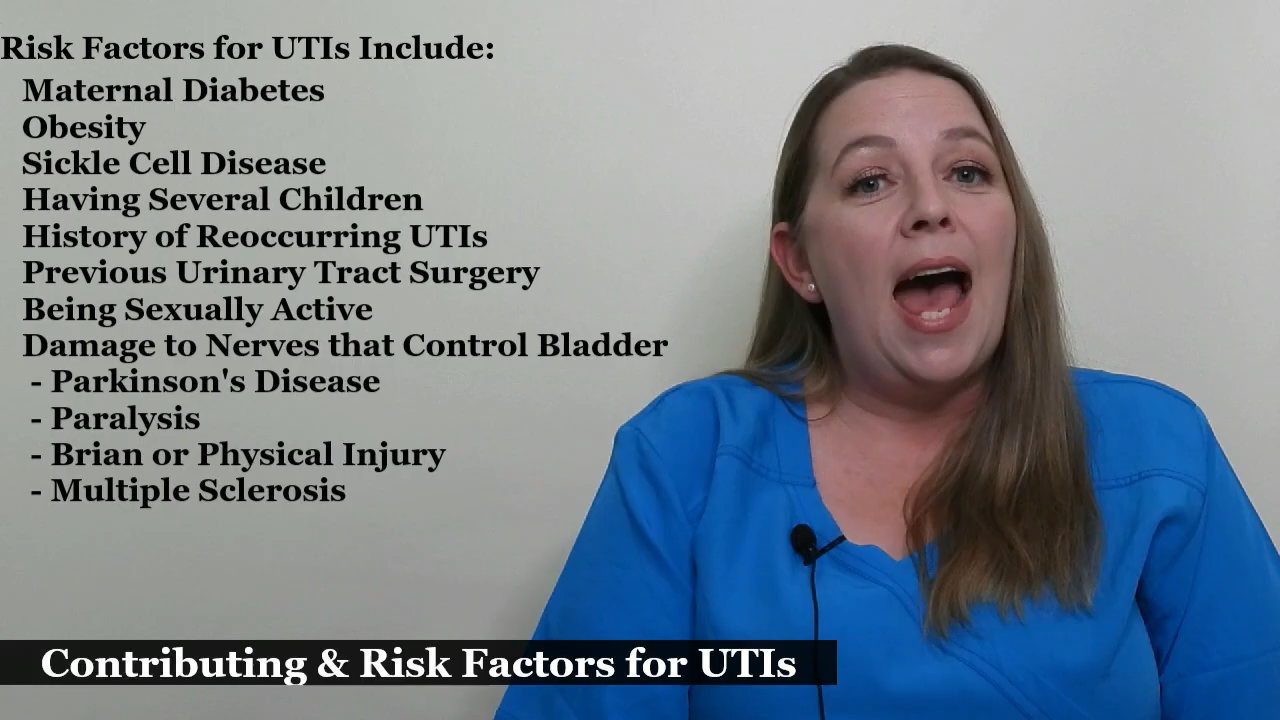 Risk Factors for UTIs Include:
Maternal Diabetes
Obesity
Sickle Cell Disease
Having Several Children
History of Reoccurring UTIs
Previous Urinary Tract Surgery
Being Sexually Active
Damage to Nerves that Control Bladder
- Parkinson's Disease
- Paralysis
- Brian or Physical Injury
- Multiple Sclerosis
Contributing & Risk Factors for UTIs